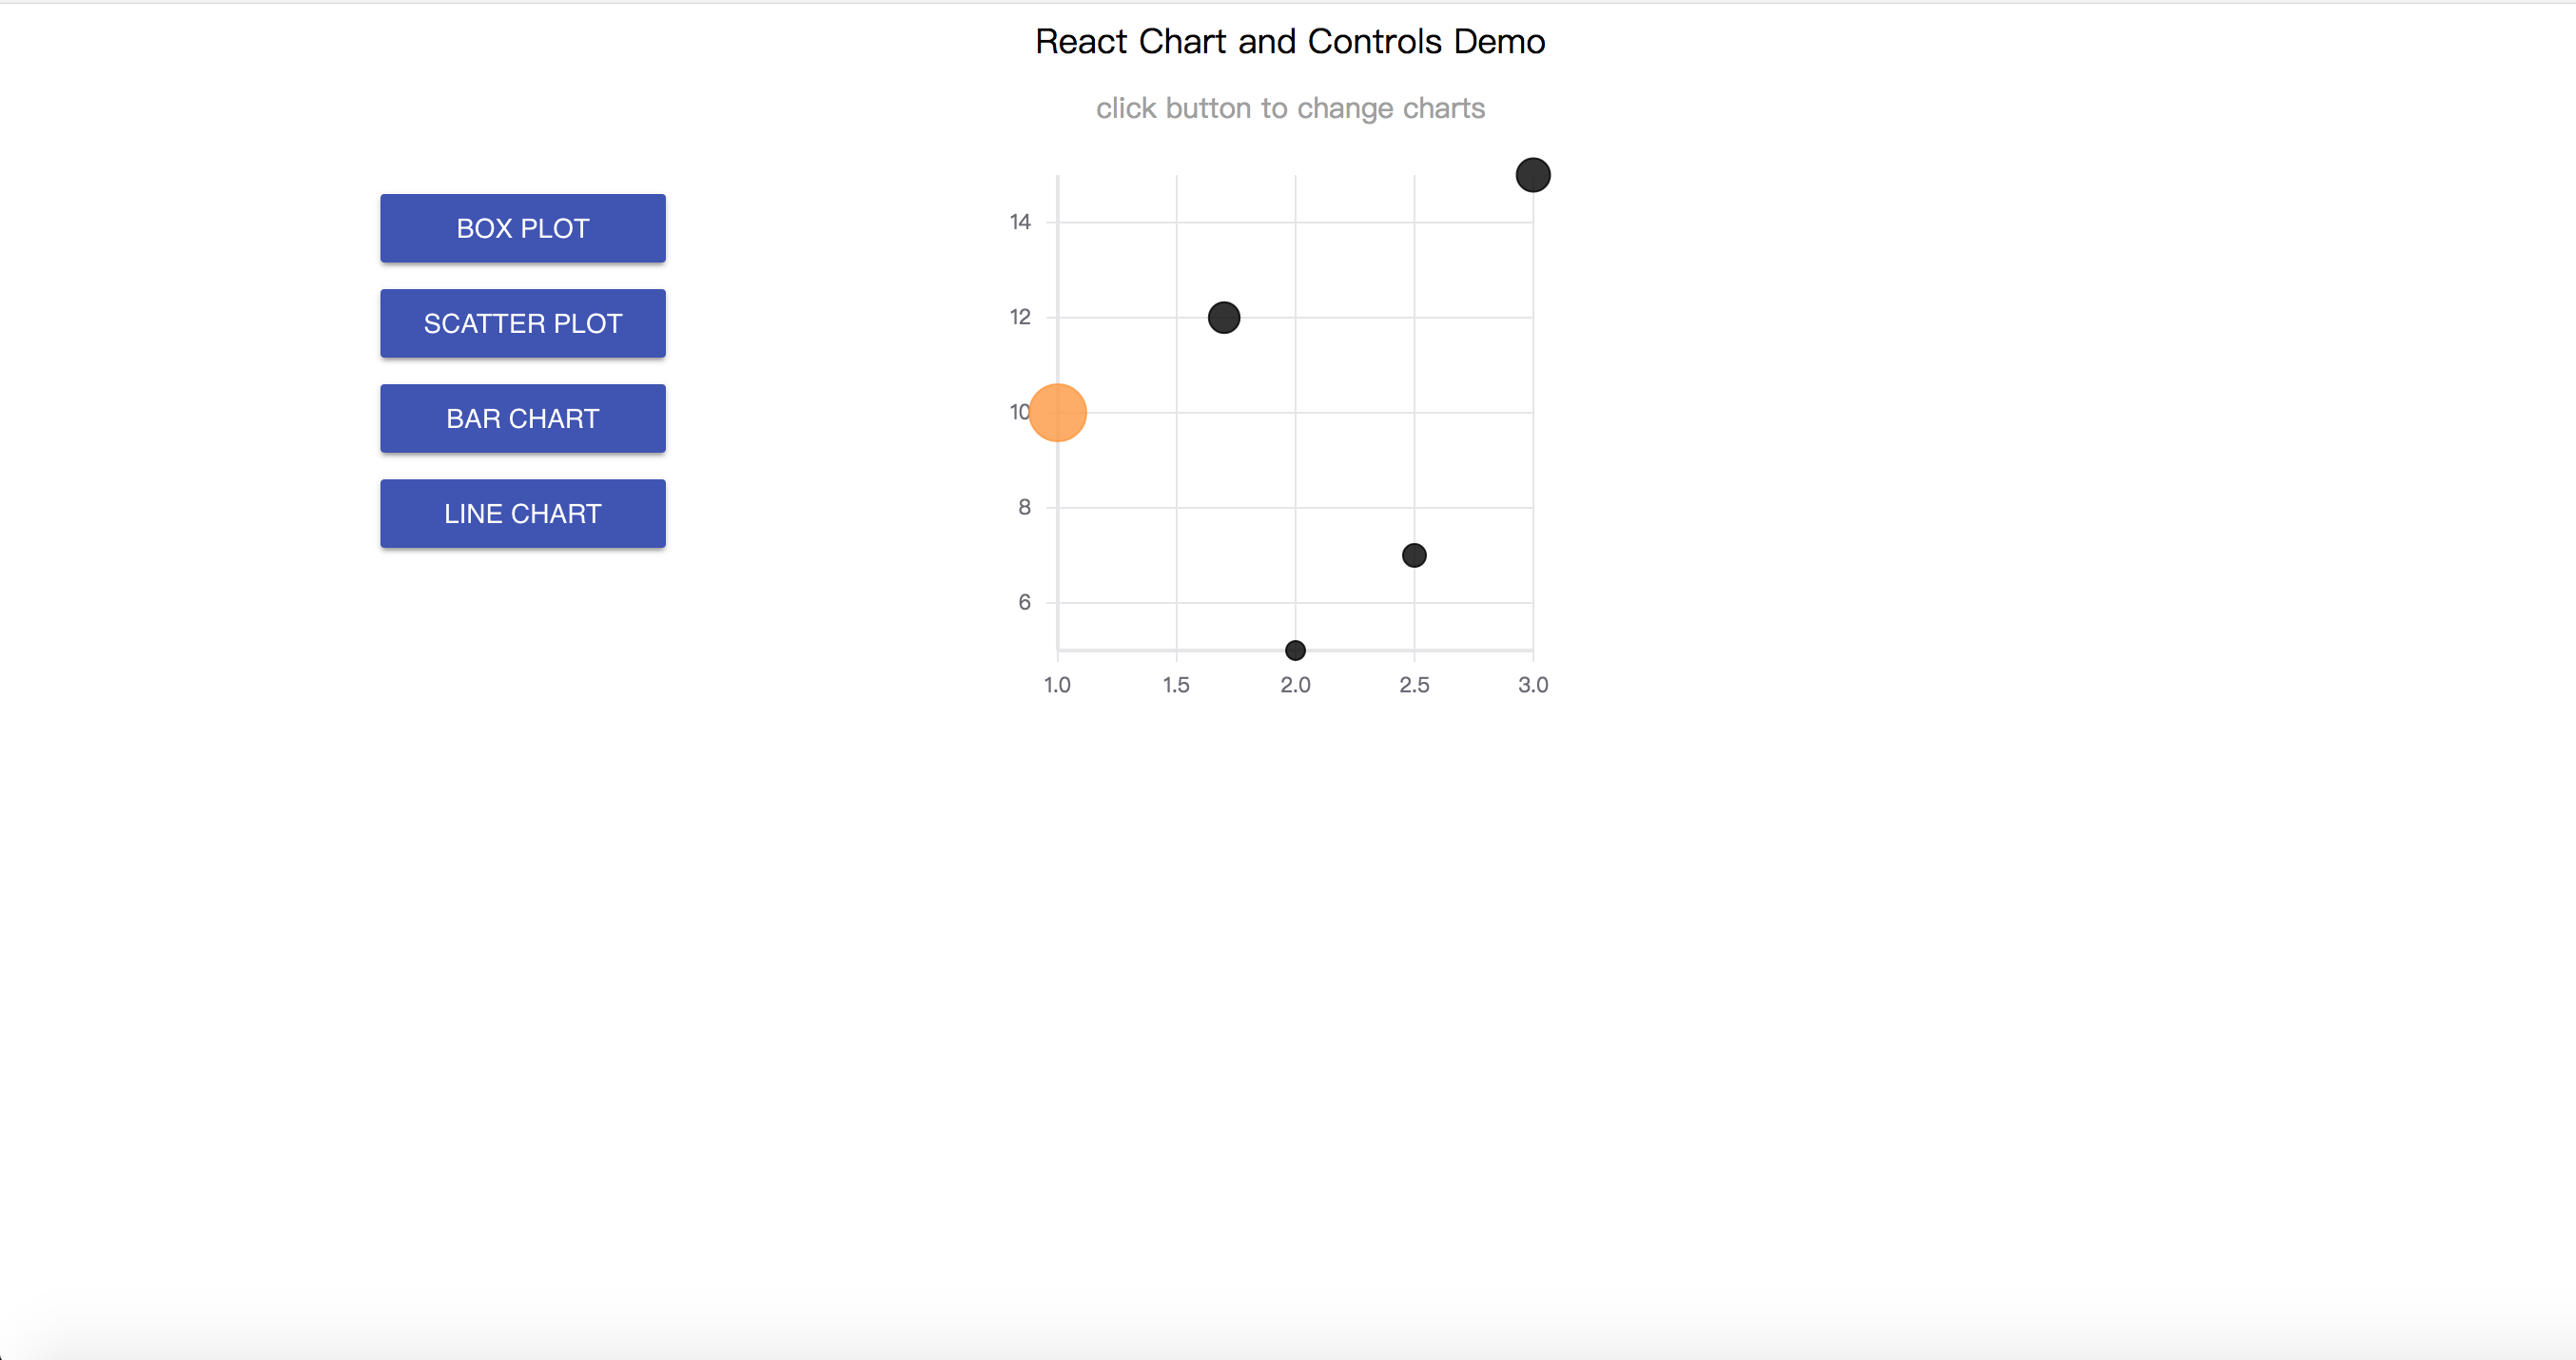 React Chart and Controls Demo
click button to change charts
BOX PLOT
SCATTER PLOT
BAR CHART
LINE CHART
14
12
10
8
6
1.0 1.5 2.0 2.5 3.0